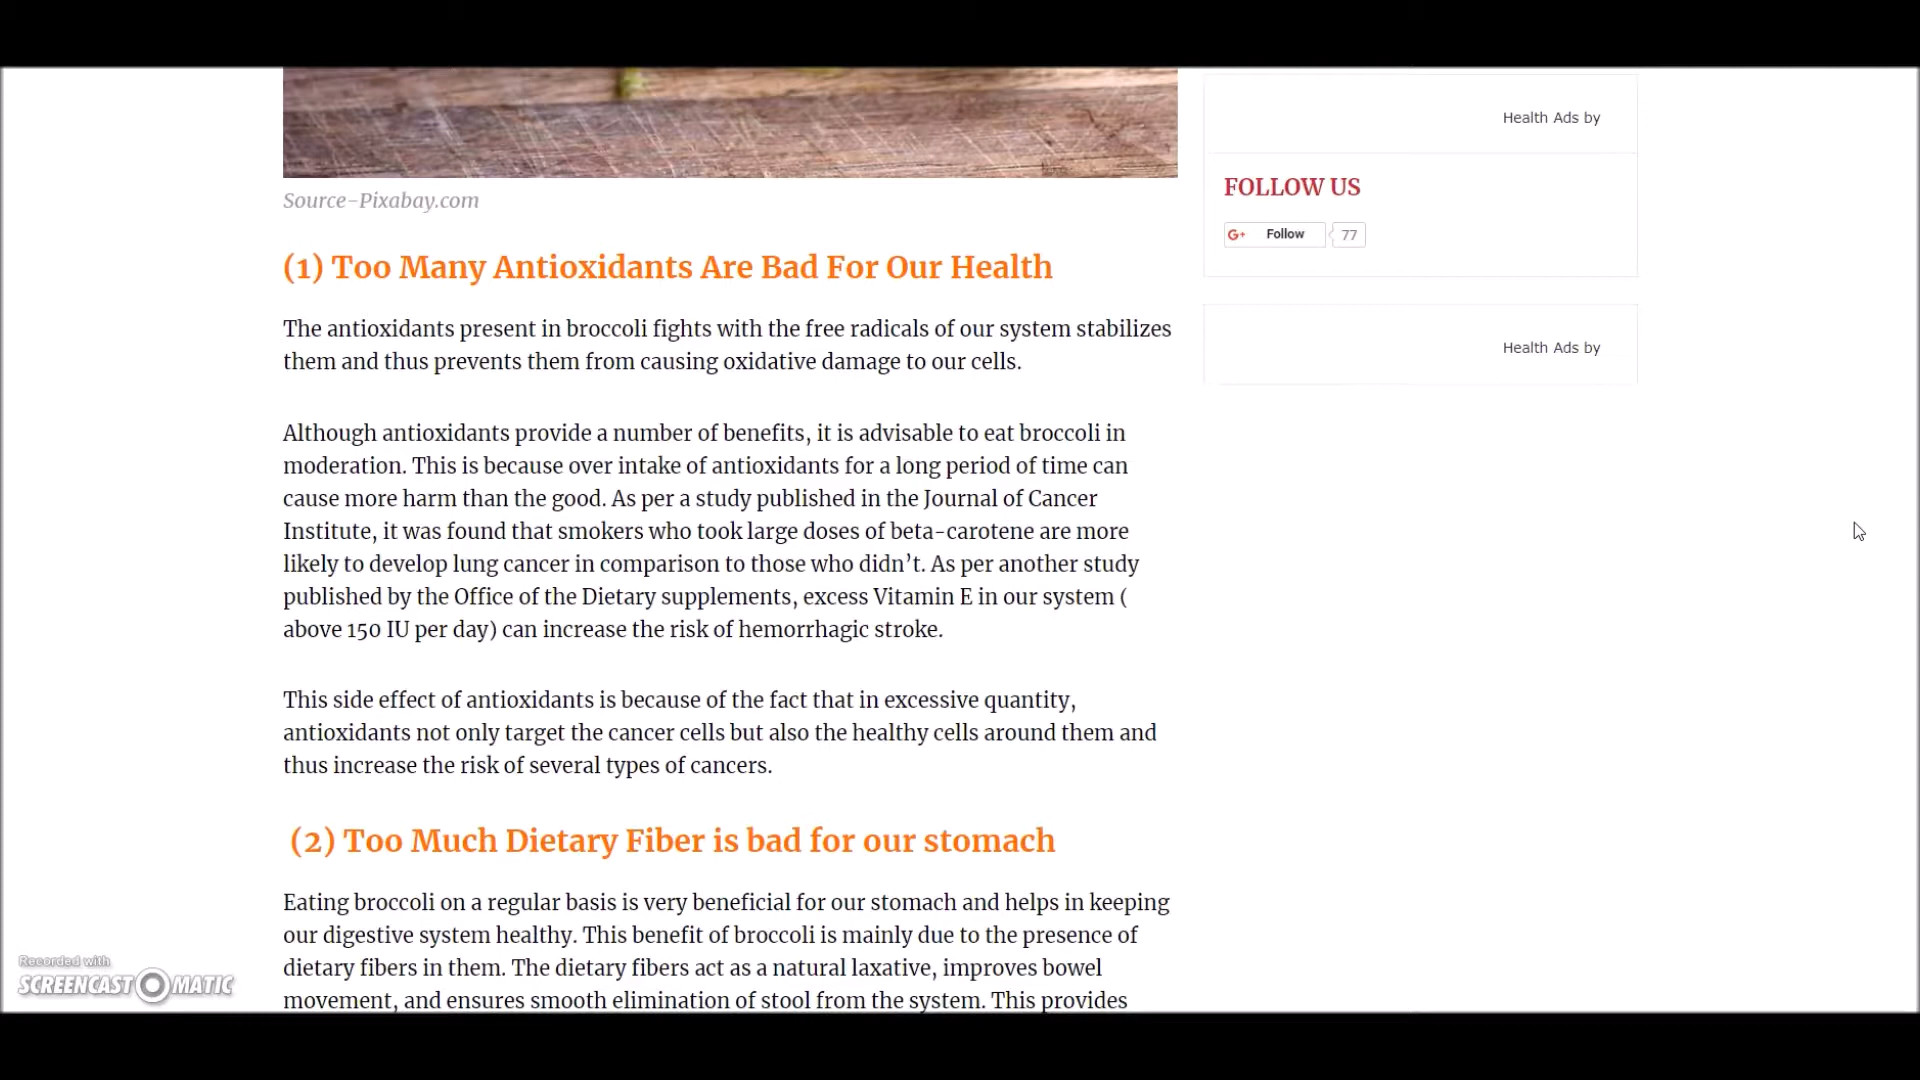 Source-Pixabay.com
(1) Too Many Antioxidants Are Bad For Our Health
The antioxidants present in broccoli fights with the free radicals of our system stabilizes
them and thus prevents them from causing oxidative damage to our cells.
Although antioxidants provide a number of benefits, it is advisable to eat broccoli in
moderation. This is because over intake of antioxidants for a long period of time can
cause more harm than the good. As per a study published in the Journal of Cancer
Institute, it was found that smokers who took large doses of beta-carotene are more
likely to develop lung cancer in comparison to those who didn’t. As per another study
published by the Office of the Dietary supplements, excess Vitamin E in our system (
above 150 IU per day) can increase the risk of hemorrhagic stroke.
This side effect of antioxidants is because of the fact that in excessive quantity,
antioxidants not only target the cancer cells but also the healthy cells around them and
thus increase the risk of several types of cancers.
(2) Too Much Dietary Fiber is bad for our stomach
Eating broccoli on a regular basis is very beneficial for our stomach and helps in keeping
our digestive system healthy. This benefit of broccoli is mainly due to the presence of
dietary fibers in them. The dietary fibers act as a natural laxative, improves bowel
movement, and ensures smooth elimination of stool from the system. This provides
Health Ads by
FOLLOW US
G+ Follow 77
Health Ads by
Recorded with
SCREENCAST MATIC